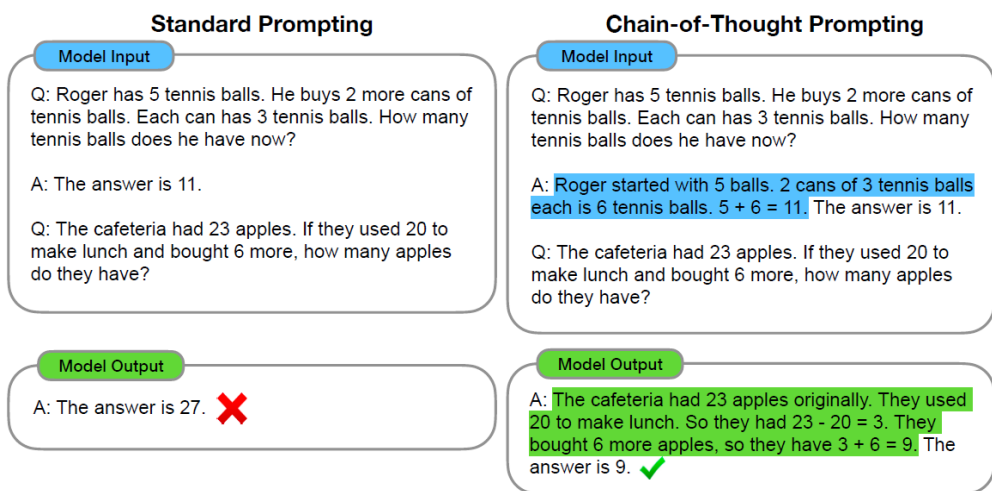 Standard Prompting
Model Input
Q: Roger has 5 tennis balls. He buys 2 more cans of
tennis balls. Each can has 3 tennis balls. How many
tennis balls does he have now?
A: The answer is 11.
Q: The cafeteria had 23 apples. If they used 20 to
make lunch and bought 6 more, how many apples
do they have?
Model Output
A: The answer is 27.
Chain-of-Thought Prompting
Model Input
Q: Roger has 5 tennis balls. He buys 2 more cans of
tennis balls. Each can has 3 tennis balls. How many
tennis balls does he have now?
A: Roger started with 5 balls. 2 cans of 3 tennis balls
each is 6 tennis balls. 5 + 6 = 11. The answer is 11.
Q: The cafeteria had 23 apples. If they used 20 to
make lunch and bought 6 more, how many apples
do they have?
Model Output
A: The cafeteria had 23 apples originally. They used
20 to make lunch. So they had 23 - 20 = 3. They
bought 6 more apples, so they have 3 + 6 = 9. The
answer is 9.